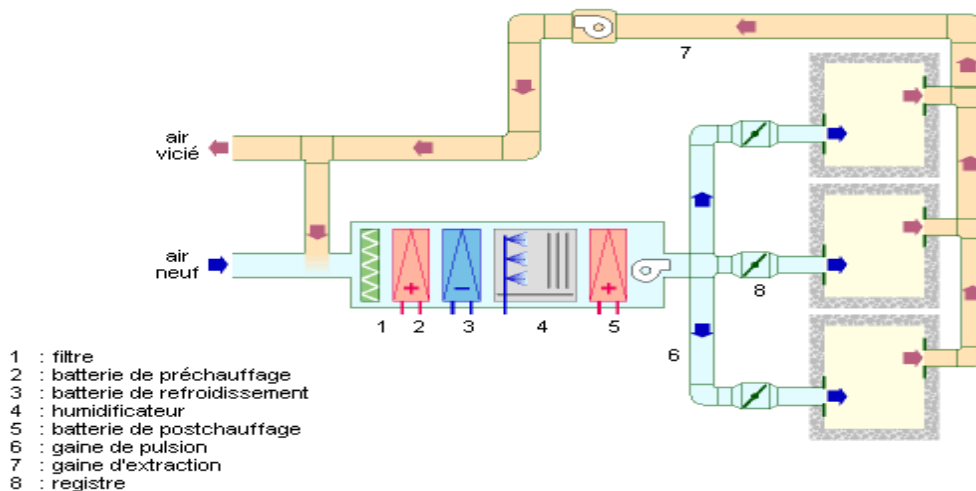 7
air
vicié
air
neuf
8
1 2 3 4 5
6
1 : filtre
2 : batterie de préchauffage
3 : batterie de refroidissement
4 : humidificateur
5 : batterie de postchauffage
6 : gaine de pulsion
7 : gaine d'extraction
8 : registre